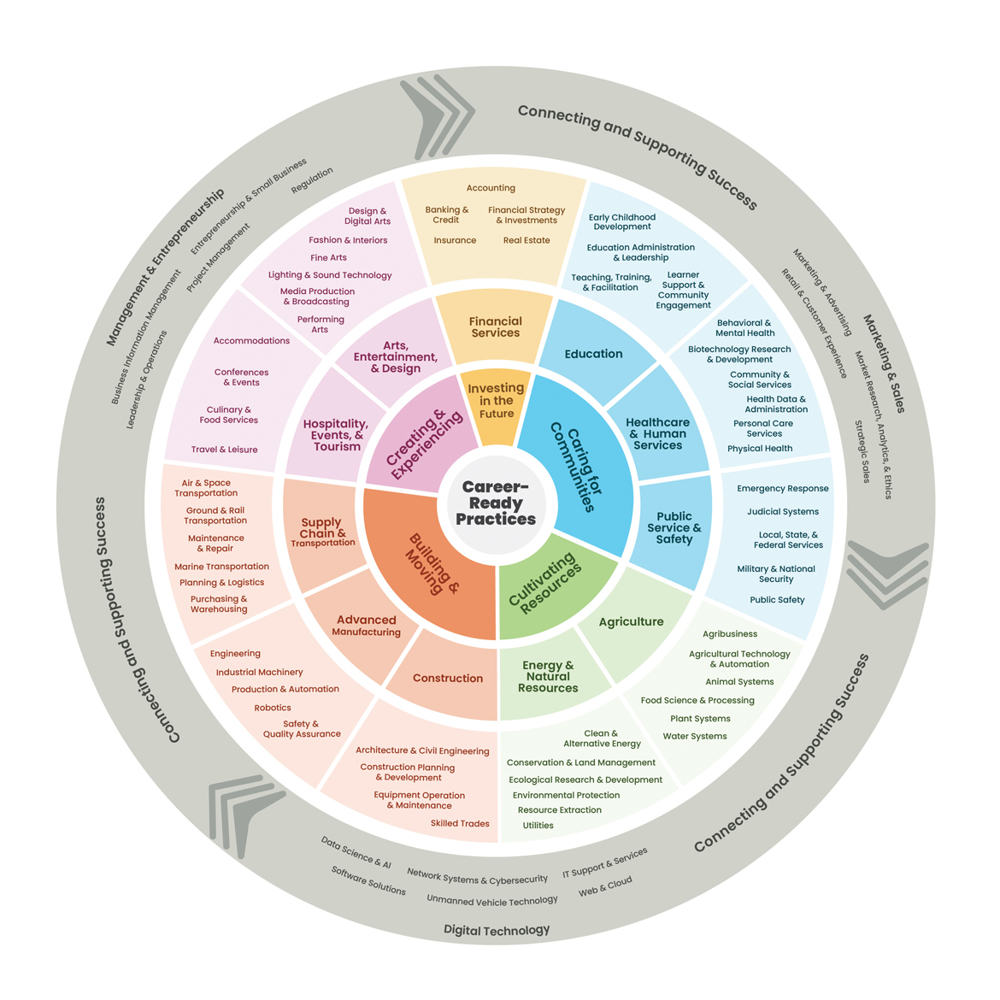 Connecting and Supporting Success
Management & Entrepreneurship
Entrepreneurship & Small Business
Regulation
Project Management
Business Information Management
Leadership & Operations
Marketing & Sales
Marketing & Advertising
Retail & Customer Experience
Market Research, Analytics, & Ethics
Strategic Sales
Connecting and Supporting Success
Digital Technology
Data Science & AI
Network Systems & Cybersecurity
IT Support & Services
Software Solutions
Unmanned Vehicle Technology
Web & Cloud
Connecting and Supporting Success
Career-
Ready
Practices
Investing
in the
Future
Financial
Services
Accounting
Banking &
Credit
Financial Strategy
& Investments
Insurance
Real Estate
Caring for
Communities
Education
Early Childhood
Development
Education Administration
& Leadership
Teaching, Training,
& Facilitation
Learner
Support &
Community
Engagement
Healthcare
& Human
Services
Behavioral &
Mental Health
Biotechnology Research
& Development
Community &
Social Services
Health Data &
Administration
Personal Care
Services
Physical Health
Public
Service &
Safety
Emergency Response
Judicial Systems
Local, State, &
Federal Services
Military & National
Security
Public Safety
Cultivating
Resources
Agriculture
Agribusiness
Agricultural Technology
& Automation
Animal Systems
Food Science & Processing
Plant Systems
Water Systems
Energy &
Natural
Resources
Clean &
Alternative Energy
Conservation & Land Management
Ecological Research & Development
Environmental Protection
Resource Extraction
Utilities
Building &
Moving
Construction
Architecture & Civil Engineering
Construction Planning
& Development
Equipment Operation
& Maintenance
Skilled Trades
Advanced
Manufacturing
Engineering
Industrial Machinery
Production & Automation
Robotics
Safety &
Quality Assurance
Supply
Chain &
Transportation
Air & Space
Transportation
Ground & Rail
Transportation
Maintenance
& Repair
Marine Transportation
Planning & Logistics
Purchasing &
Warehousing
Creating &
Experiencing
Hospitality,
Events, &
Tourism
Accommodations
Conferences
& Events
Culinary &
Food Services
Travel & Leisure
Arts,
Entertainment,
& Design
Design &
Digital Arts
Fashion & Interiors
Fine Arts
Lighting & Sound Technology
Media Production
& Broadcasting
Performing
Arts